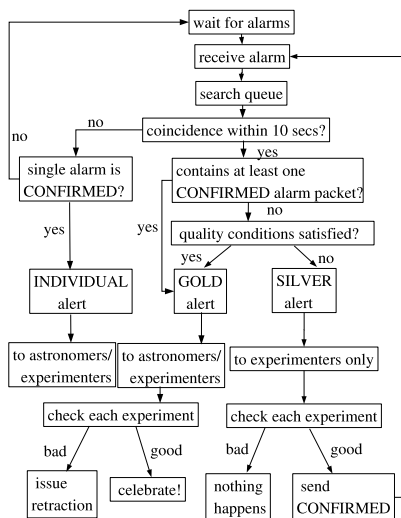 wait for alarms
receive alarm
search queue
coincidence within 10 secs?
no
yes
no
single alarm is
CONFIRMED?
contains at least one
CONFIRMED alarm packet?
no
yes
yes
quality conditions satisfied?
yes
no
INDIVIDUAL
alert
GOLD
alert
SILVER
alert
to astronomers/
experimenters
to astronomers/
experimenters
to experimenters only
check each experiment
check each experiment
bad
good
bad
good
issue
retraction
celebrate!
nothing
happens
send
CONFIRMED